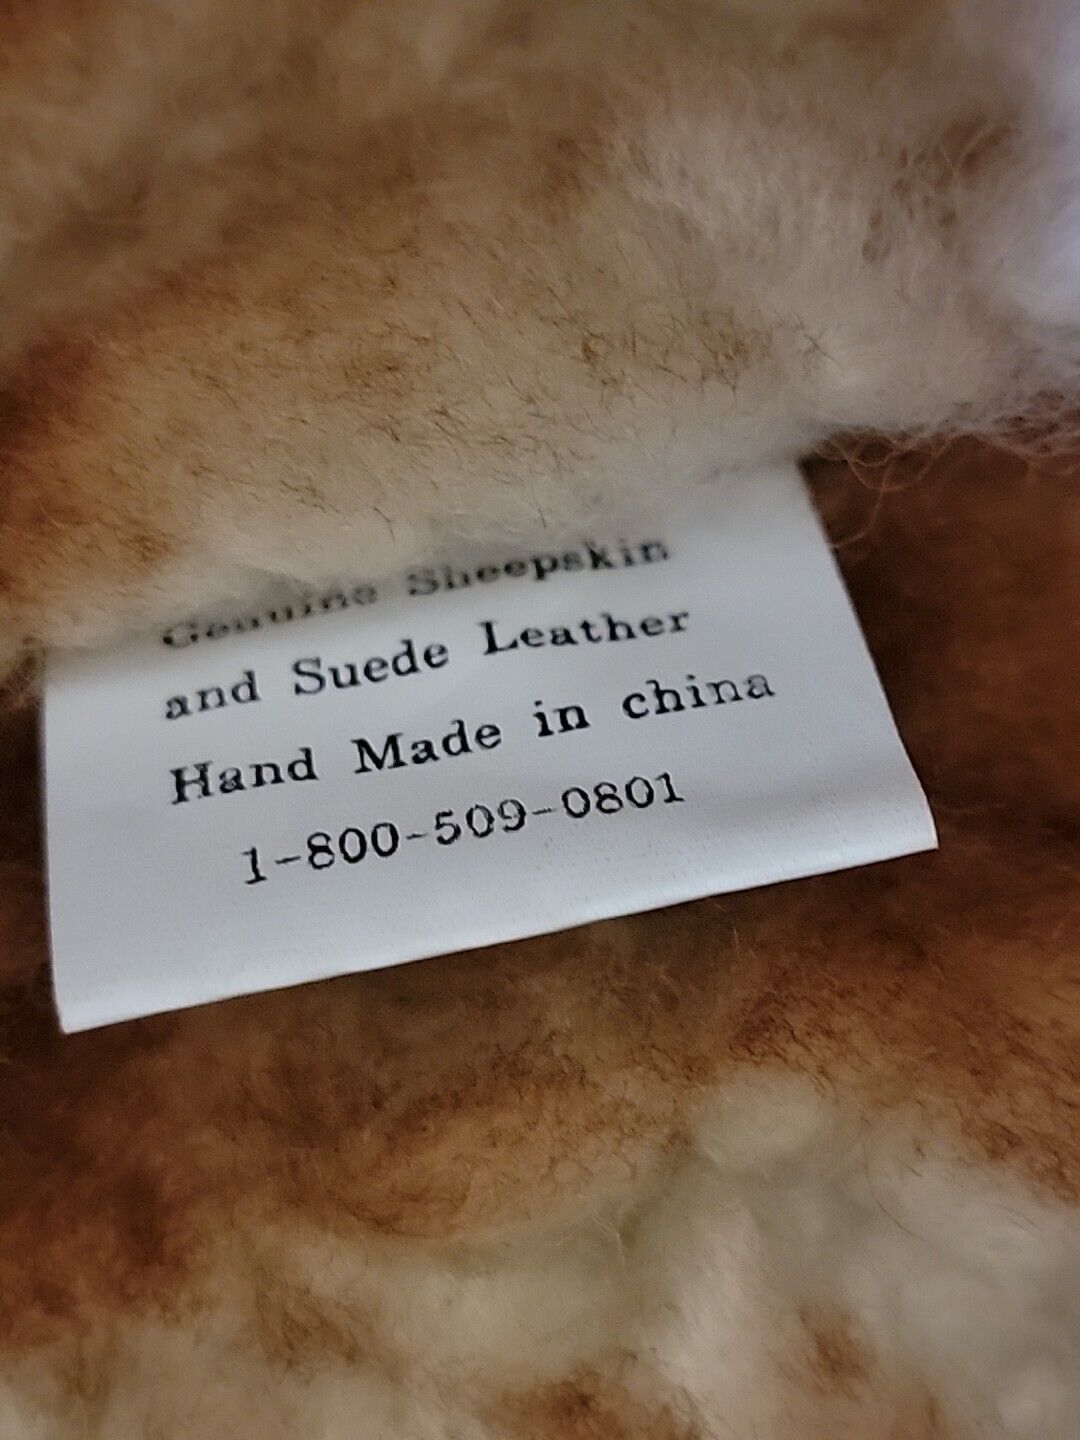 Genuine Sheepskin
and Suede Leather
Hand Made in china
1-800-509-0801